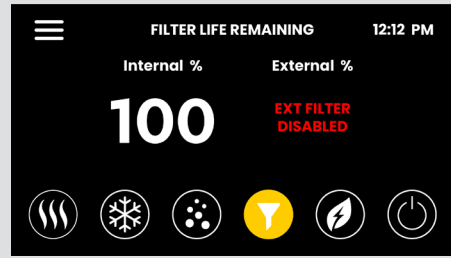 FILTER LIFE REMAINING 12:12 PM
Internal % External %
100
EXT FILTER
DISABLED